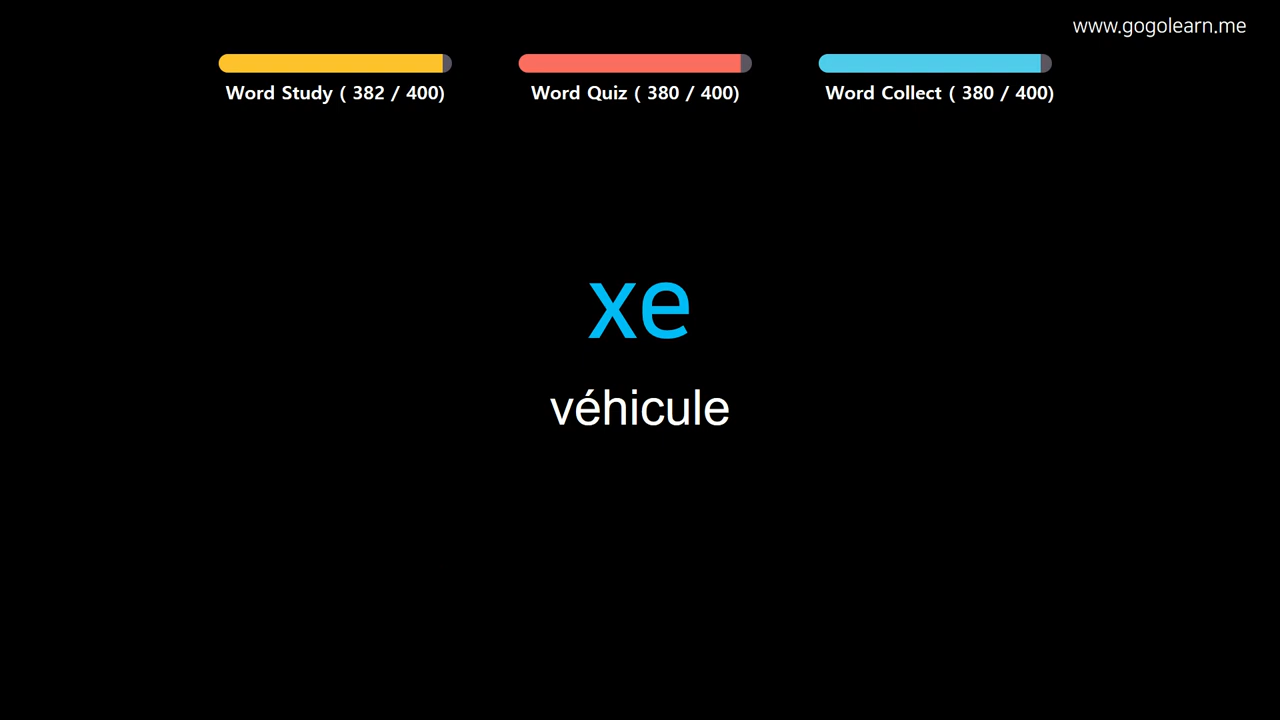 www.gogolearn.me
Word Study ( 382 / 400)
Word Quiz ( 380 / 400)
Word Collect ( 380 / 400)
xe
véhicule